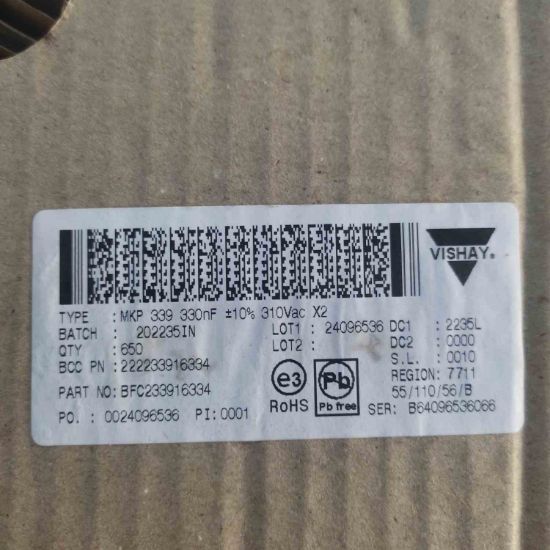 VISHAY.
TYPE :MKP 339 330nF ±10% 310Vac X2
BATCH : 202235IN LOT1 : 24096536 DC1 : 2235L
QTY :650 LOT2 : DC2 : 0000
BCC PN :222233916334 S.L. : 0010
REGION: 7711
PART NO:BFC233916334 e3 Pb 55/110/56/B
PO. : 0024096536 PI:0001 RoHS Pb free SER: B64096536066